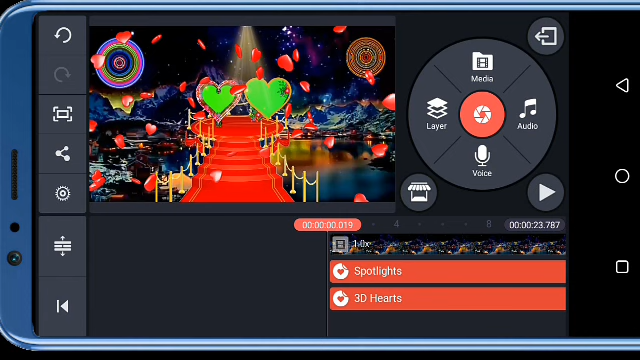 Media
Layer
Audio
Voice
00:00:00.019
4
8
00:00:23.787
1.0x
Spotlights
3D Hearts